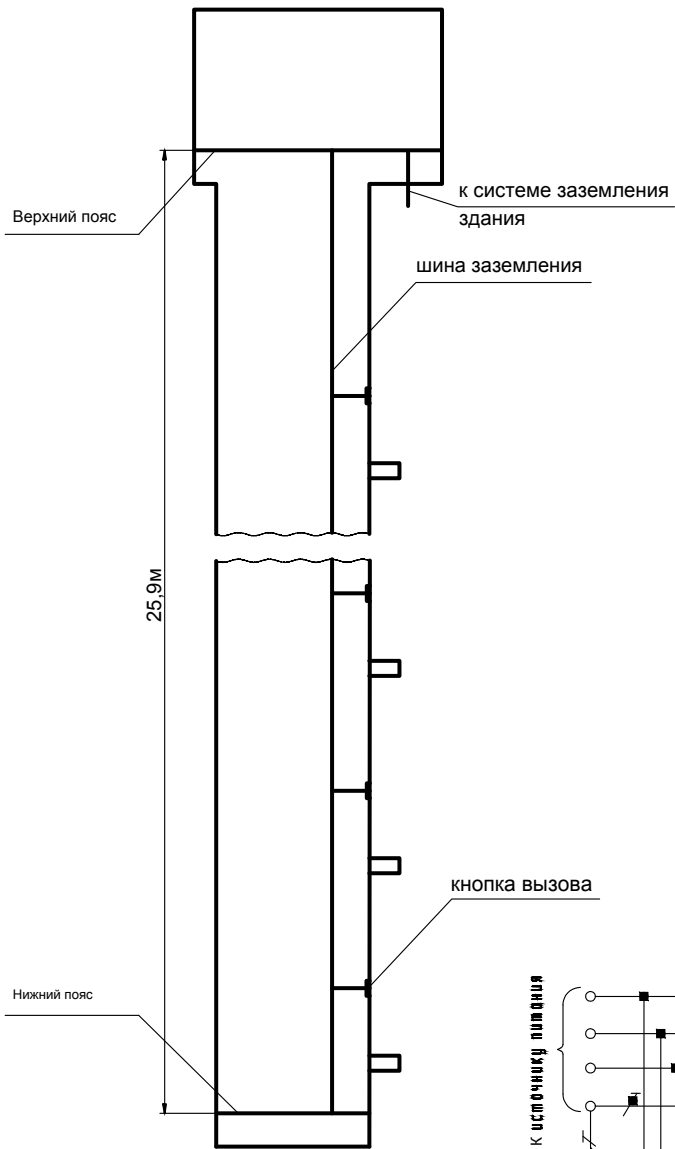 к системе заземления
здания
Верхний пояс
шина заземления
25,9м
кнопка вызова
Нижний пояс
К источнику питания